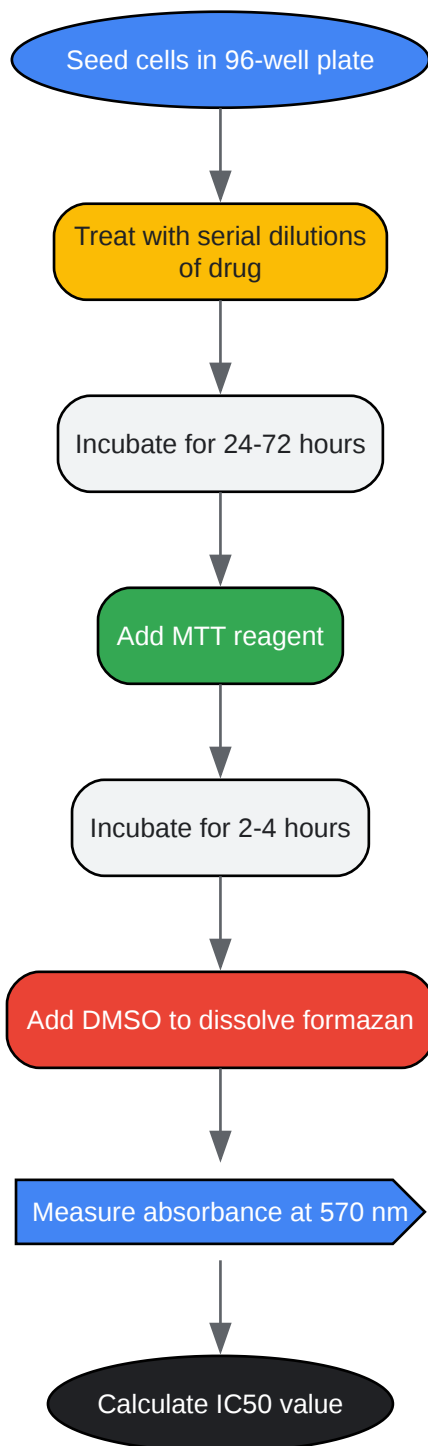 Seed cells in 96-well plate
Treat with serial dilutions
of drug
Incubate for 24-72 hours
Add MTT reagent
Incubate for 2-4 hours
Add DMSO to dissolve formazan
Measure absorbance at 570 nm
Calculate IC50 value